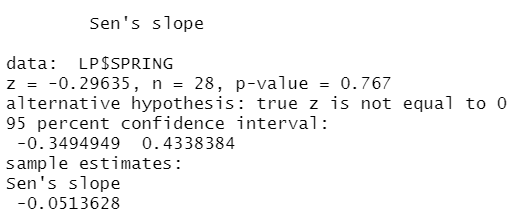 Sen's slope
data: LP$SPRING
z = -0.29635, n = 28, p-value = 0.767
alternative hypothesis: true z is not equal to 0
95 percent confidence interval:
-0.3494949 0.4338384
sample estimates:
Sen's slope
-0.0513628